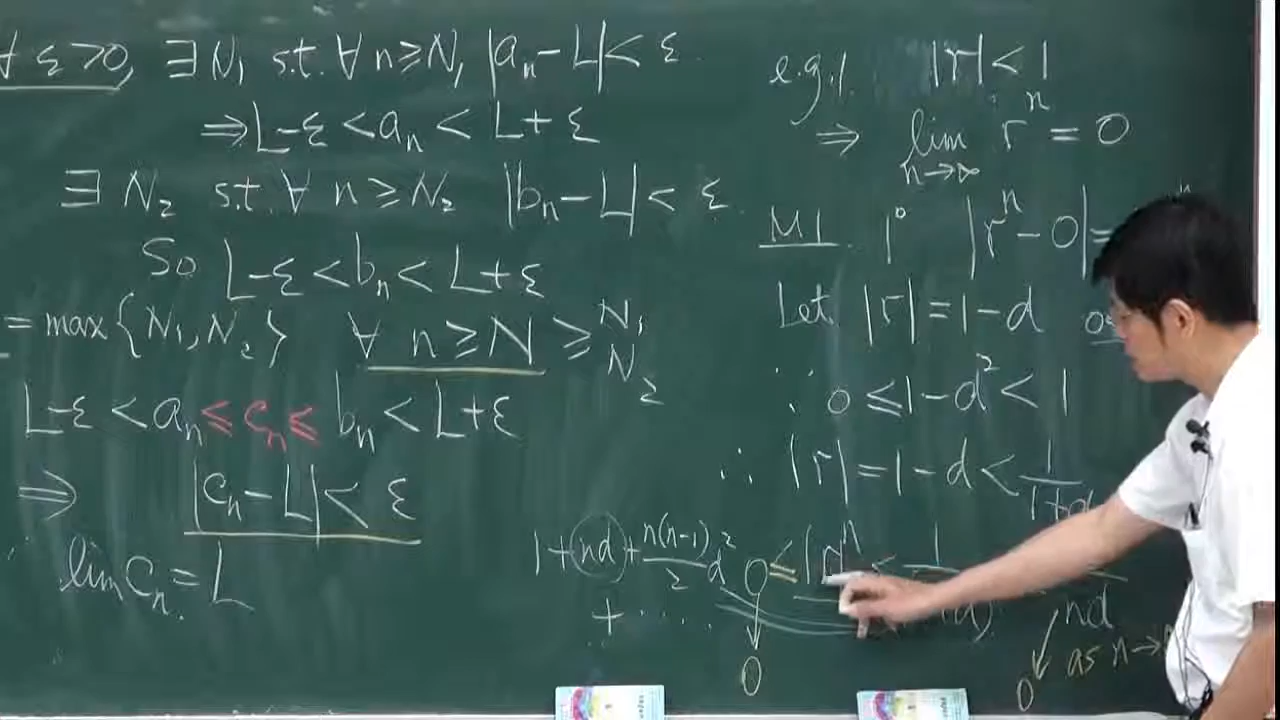 ∀ ε>0, ∃ N₁ s.t. ∀ n≥N₁ |aₙ-L|< ε
⇒ L-ε <aₙ < L+ε
∃ N₂ s.t. ∀ n≥N₂ |bₙ-L|< ε
So L-ε <bₙ< L+ε
=max{N₁,N₂} ∀ n≥N ≥ N₁ N₂
L-ε <aₙ ≤ cₙ ≤ bₙ < L+ε
⇒ |cₙ-L|< ε
lim cₙ = L
e.g.1. |r|<1
⇒ lim n→∞ rⁿ = 0
M1 1° |rⁿ-0|=
Let |r|=1-d
∵ 0 ≤1-d² < 1
∴ |r|=1-d< 1/1+d
0 ≤ |r|ⁿ < 1
nd
1+nd+n(n-1)/2 d²
+ ....
0
0 as n→